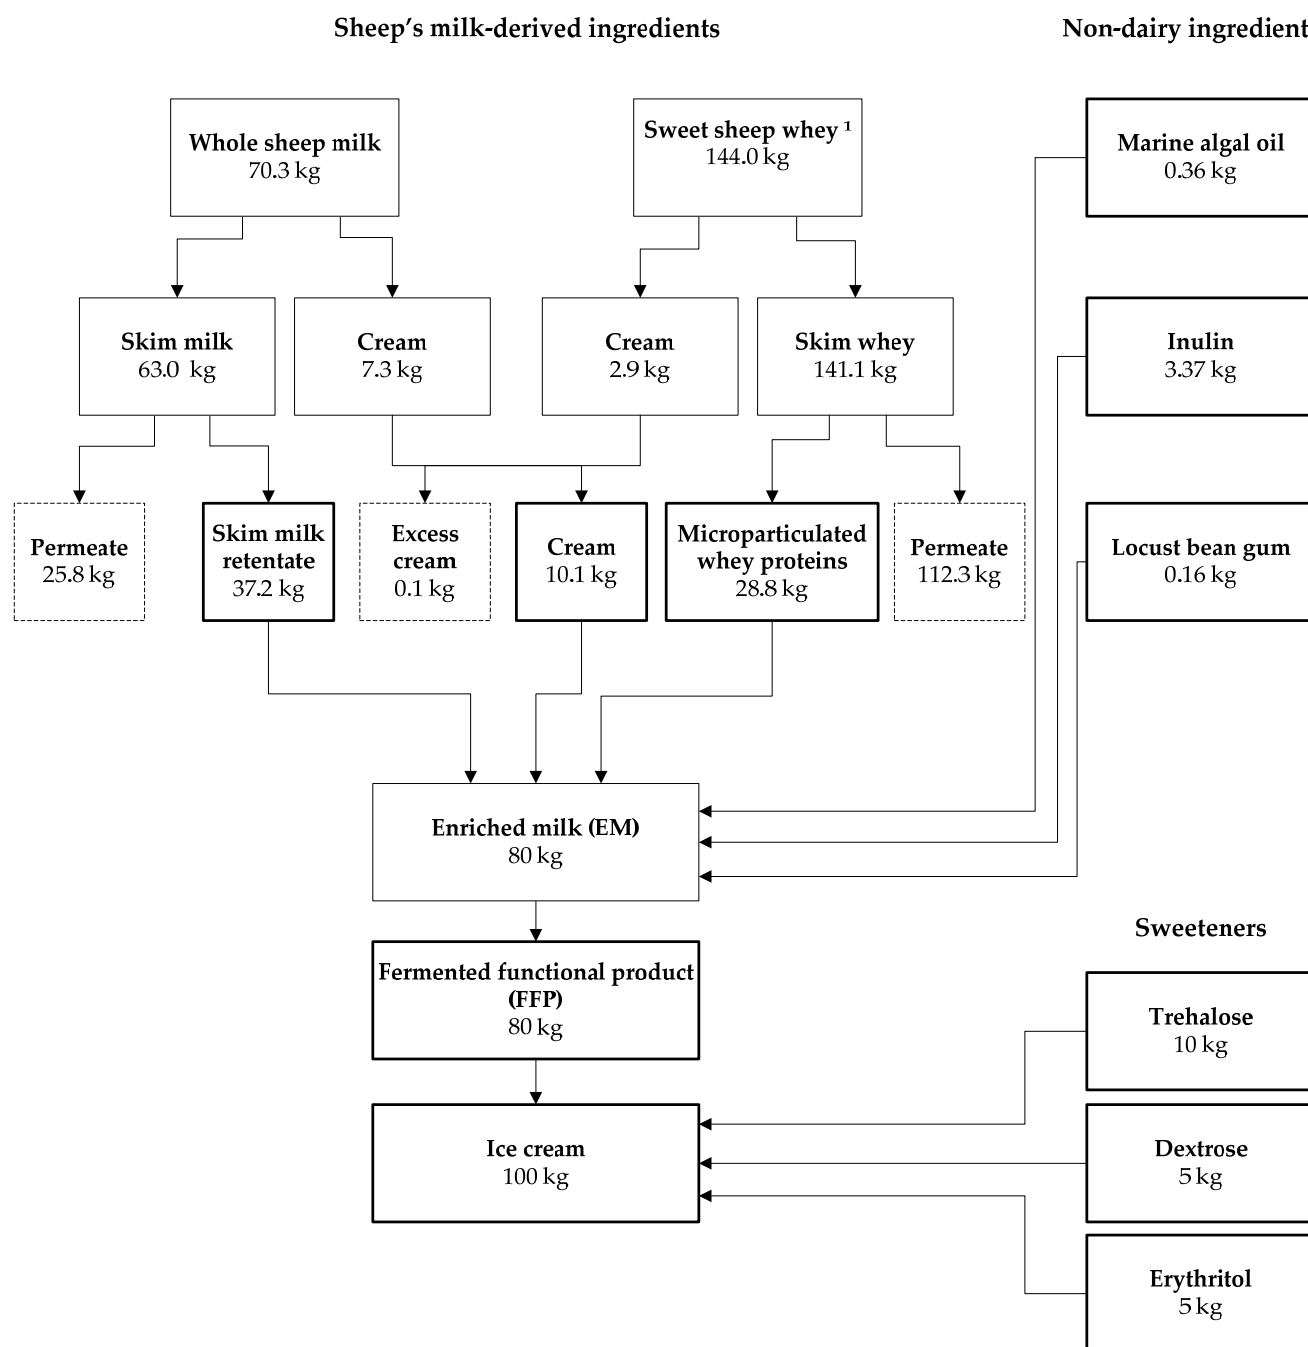 Sheep's milk-derived ingredients
Non-dairy ingredient
Whole sheep milk
70.3 kg
Sweet sheep whey ¹
144.0 kg
Marine algal oil
0.36 kg
Skim milk
63.0 kg
Cream
7.3 kg
Cream
2.9 kg
Skim whey
141.1 kg
Inulin
3.37 kg
Permeate
25.8 kg
Skim milk
retentate
37.2 kg
Excess
cream
0.1 kg
Cream
10.1 kg
Microparticulated
whey proteins
28.8 kg
Permeate
112.3 kg
Locust bean gum
0.16 kg
Enriched milk (EM)
80 kg
Sweeteners
Fermented functional product
(FFP)
80 kg
Trehalose
10 kg
Ice cream
100 kg
Dextrose
5 kg
Erythritol
5 kg